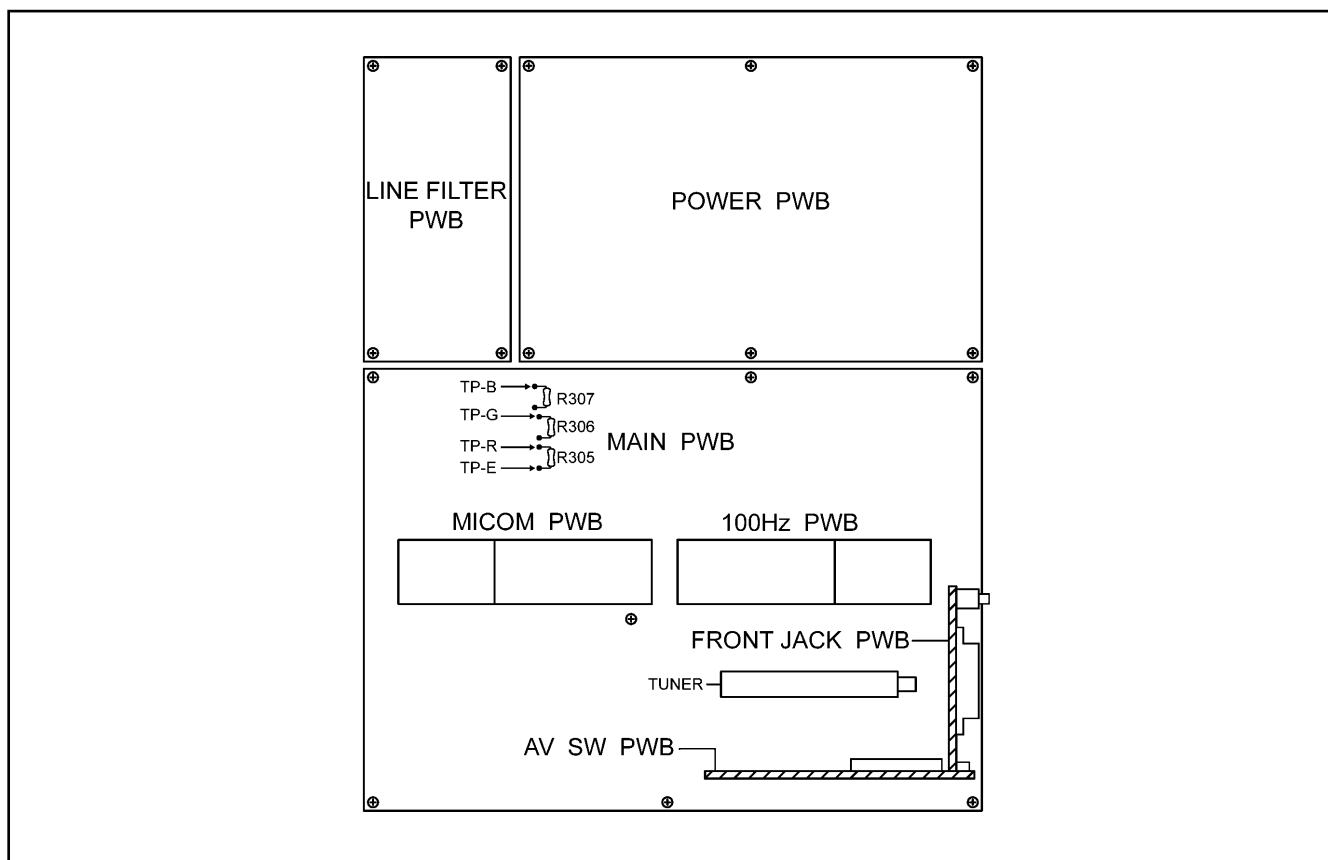 LINE FILTER
PWB
POWER PWB
TP-B
R307
TP-G
R306
TP-R
R305
TP-E
MAIN PWB
MICOM PWB
100Hz PWB
FRONT JACK PWB
TUNER
AV SW PWB